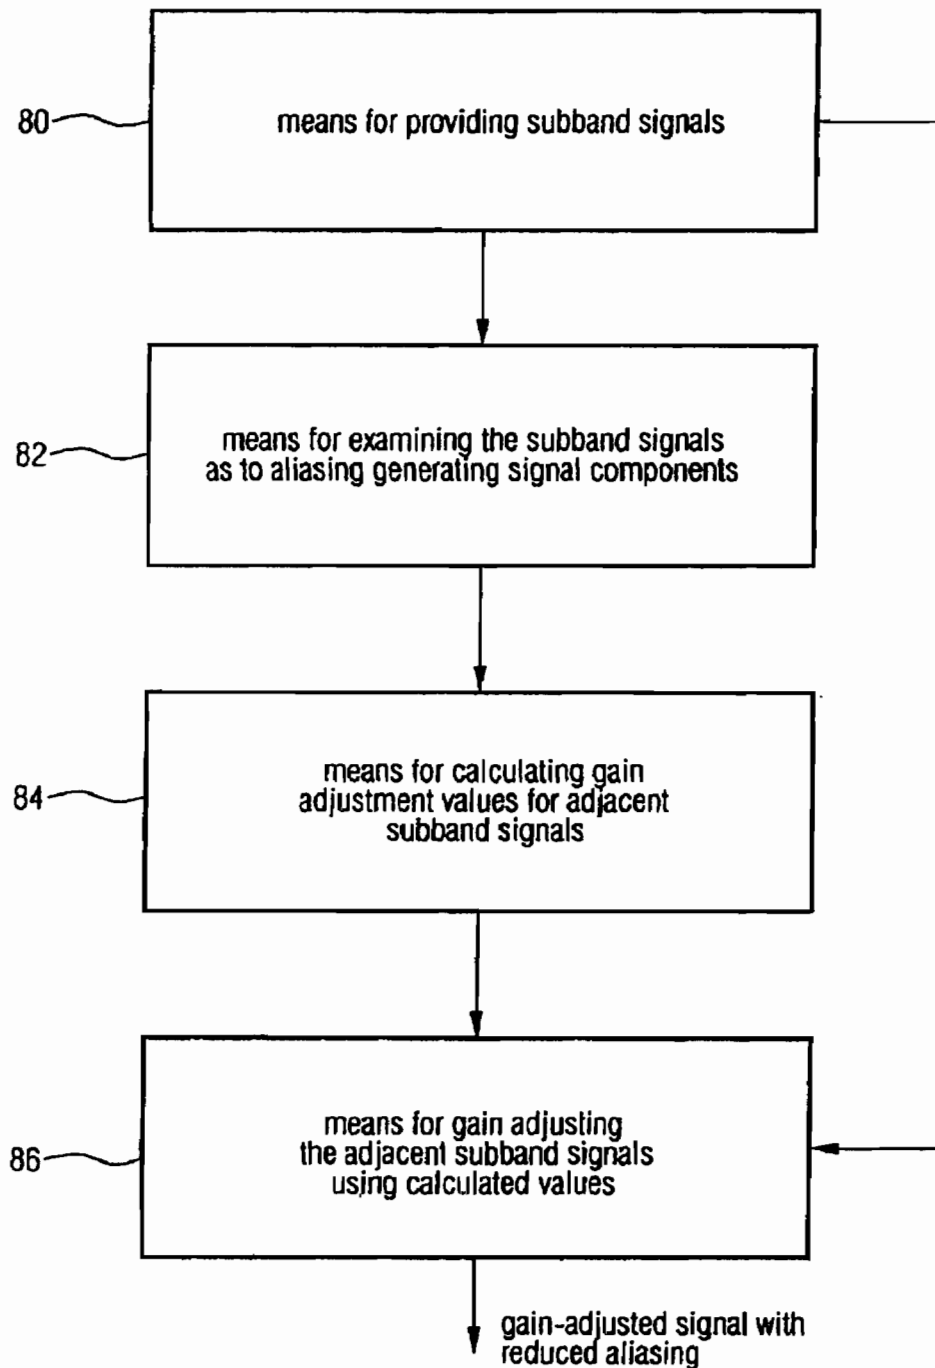 80
means for providing subband signals
82
means for examining the subband signals
as to aliasing generating signal components
84
means for calculating gain
adjustment values for adjacent
subband signals
86
means for gain adjusting
the adjacent subband signals
using calculated values
gain-adjusted signal with
reduced aliasing